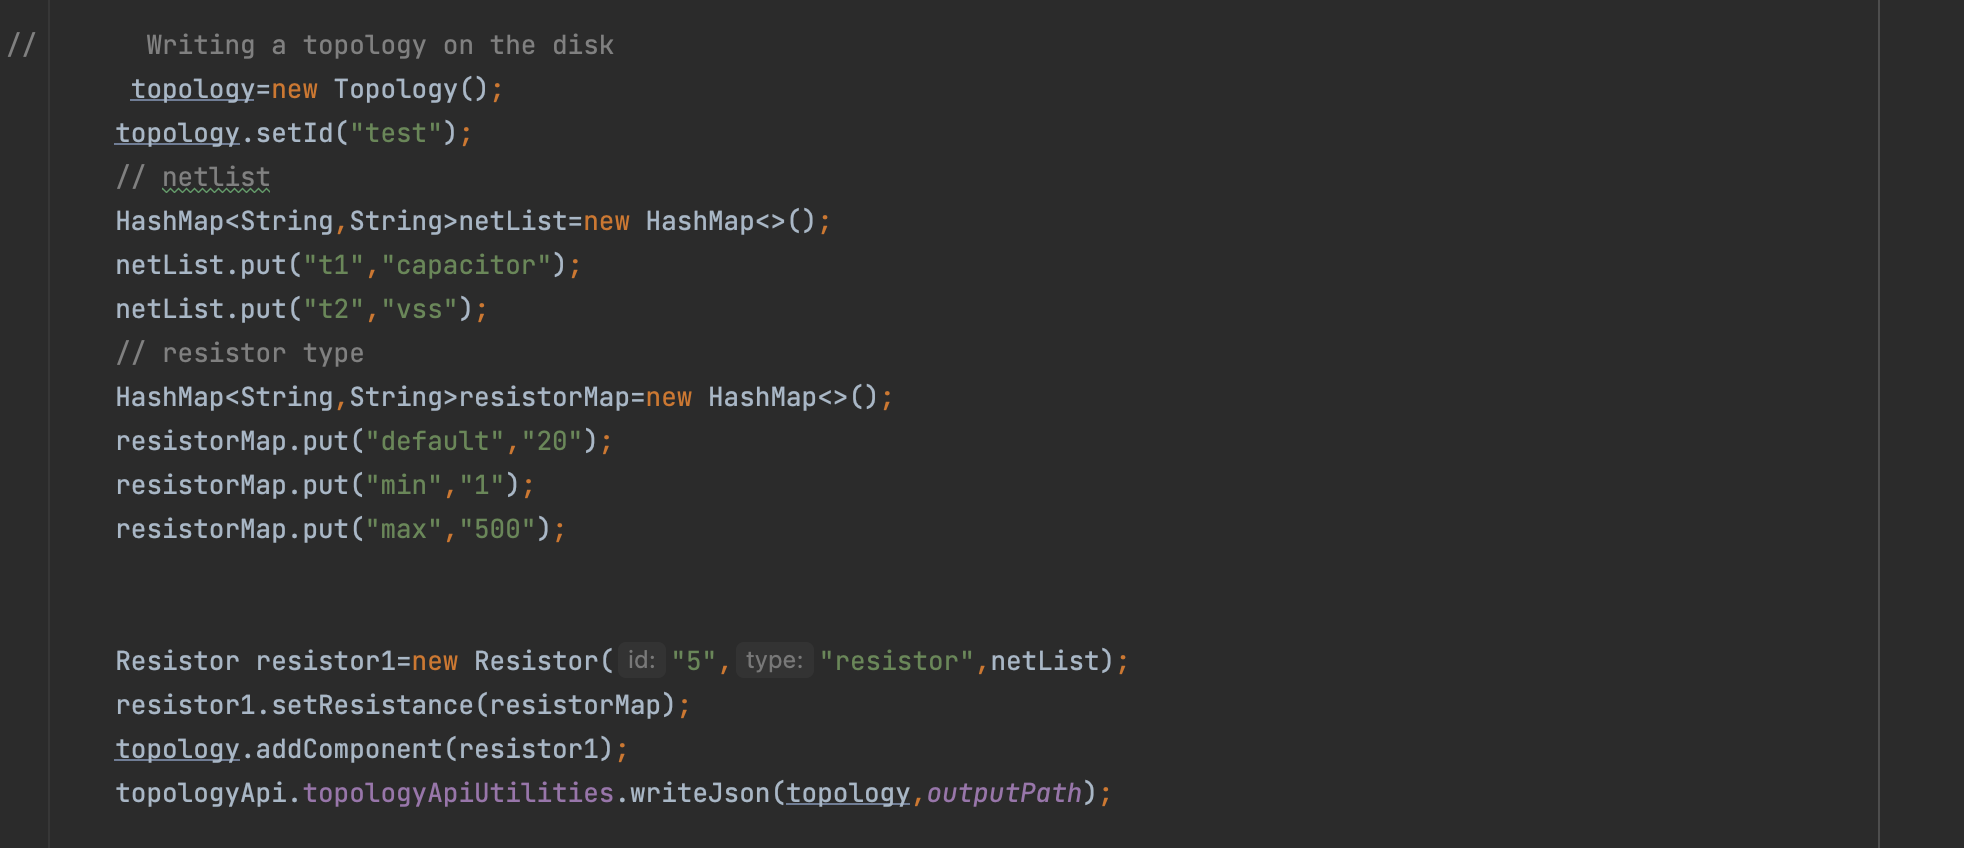 //       Writing a topology on the disk
topology=new Topology();
topology.setId("test");
// netlist
HashMap<String,String>netList=new HashMap<>();
netList.put("t1","capacitor");
netList.put("t2","vss");
// resistor type
HashMap<String,String>resistorMap=new HashMap<>();
resistorMap.put("default","20");
resistorMap.put("min","1");
resistorMap.put("max","500");
Resistor resistor1=new Resistor( id: "5", type: "resistor",netList);
resistor1.setResistance(resistorMap);
topology.addComponent(resistor1);
topologyApi.topologyApiUtilities.writeJson(topology,outputPath);